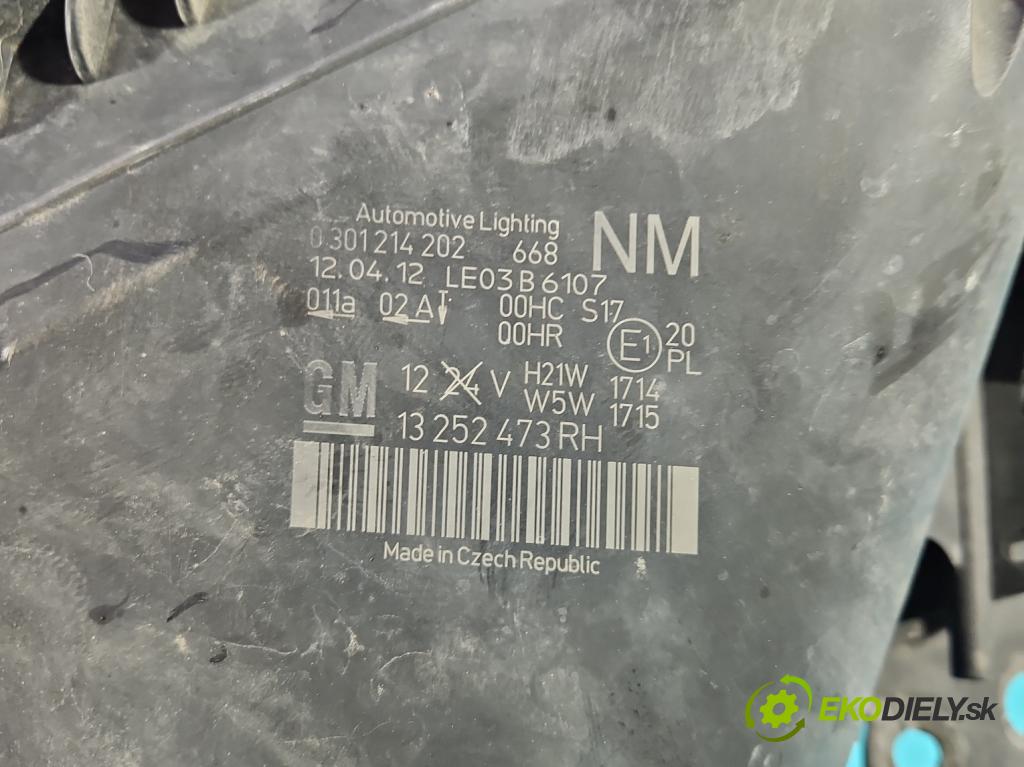 Automotive Lighting
0 301 214 202 668 NM
12.04.12 LE03 B 6107
011a 02 A 00HC S17
00HR E1 20 PL
GM 12 24 V H21W 1714
W5W 1715
13 252 473 RH
Made in Czech Republic
EKODIELY.sk